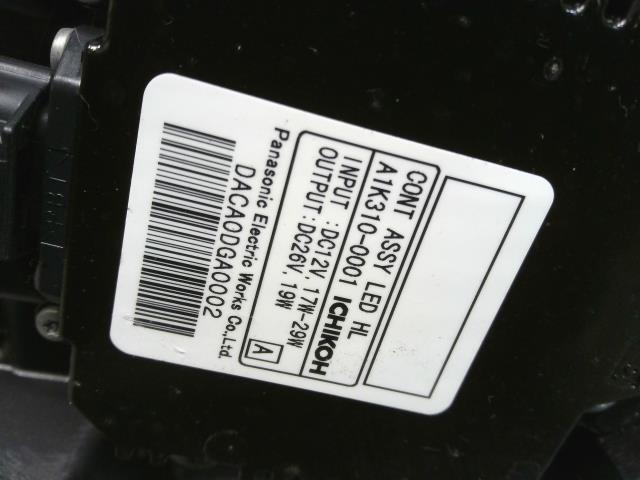 CONT ASSY LED HL
A1K310-0001 ICHIKOH
INPUT :DC12V 17W-29W
OUTPUT:DC26V, 19W
A
Panasonic Electric Works Co.,Ltd.
DACA0DGA0002